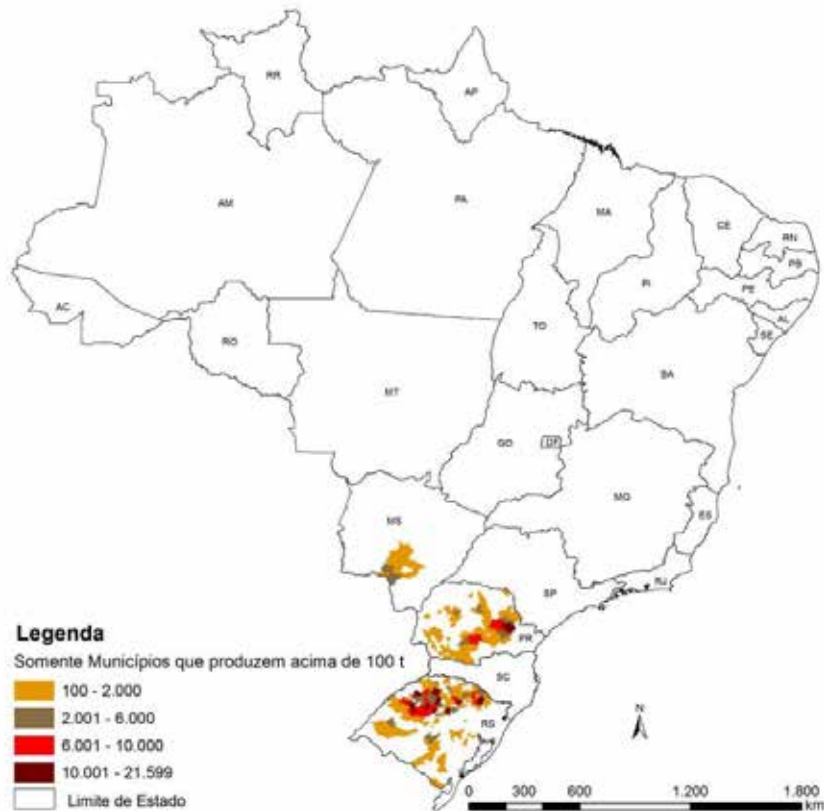 RR
AP
AM
PA
MA
CE
RN
PB
PE
AL
SE
PI
AC
RO
TO
BA
MT
GO
DF
MG
ES
MS
SP
RJ
PR
SC
RS
Legenda
Somente Municípios que produzem acima de 100 t
100 - 2.000
2.001 - 6.000
6.001 - 10.000
10.001 - 21.599
Limite de Estado
N
0 300 600 1.200 1.800
km